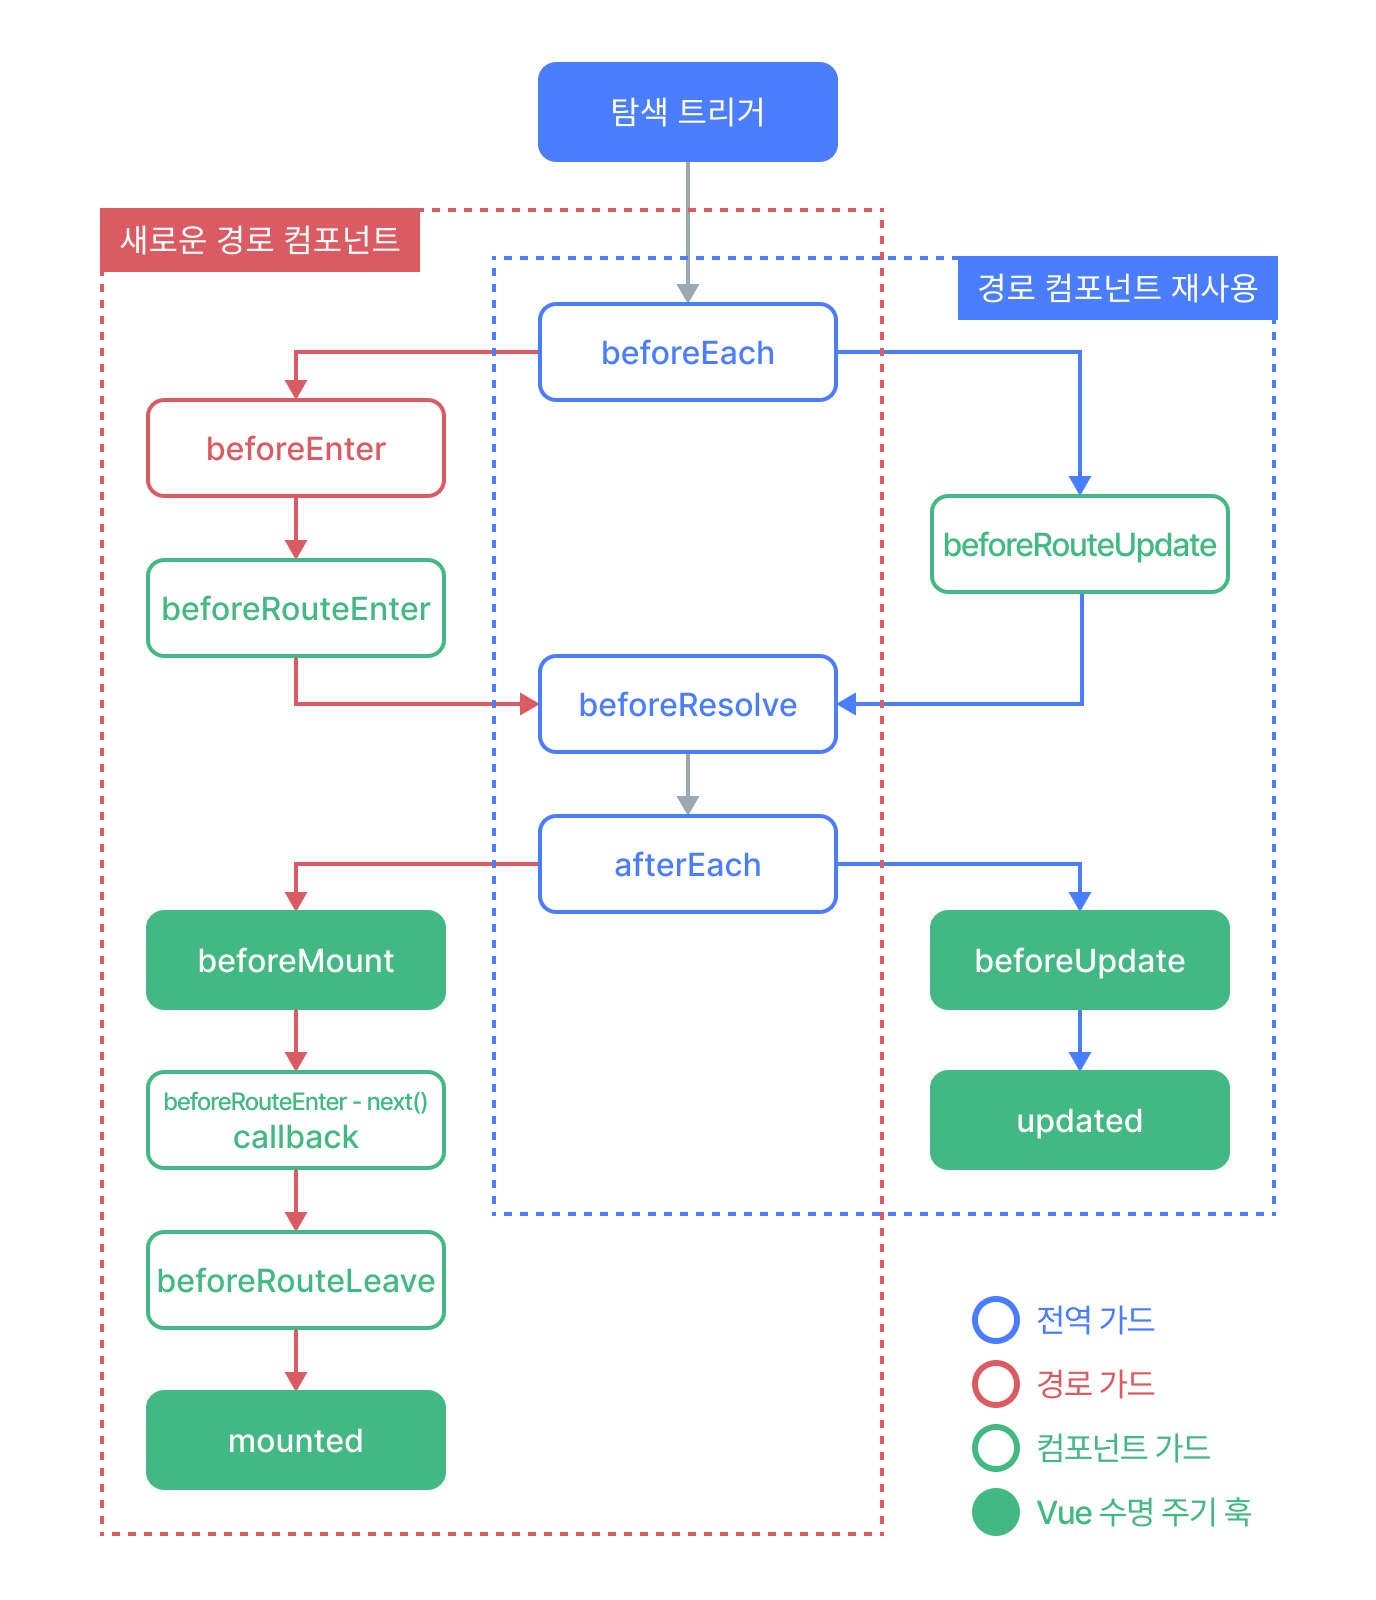 탐색 트리거
새로운 경로 컴포넌트
경로 컴포넌트 재사용
beforeEach
beforeEnter
beforeRouteUpdate
beforeRouteEnter
beforeResolve
afterEach
beforeMount
beforeUpdate
beforeRouteEnter - next()
callback
updated
beforeRouteLeave
mounted
전역 가드
경로 가드
컴포넌트 가드
Vue 수명 주기 훅